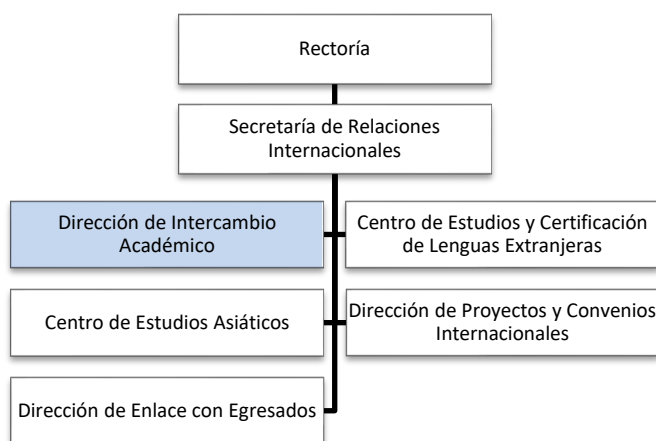 Rectoría
Secretaría de Relaciones
Internacionales
Dirección de Intercambio
Académico
Centro de Estudios y Certificación
de Lenguas Extranjeras
Centro de Estudios Asiáticos
Dirección de Proyectos y Convenios
Internacionales
Dirección de Enlace con Egresados